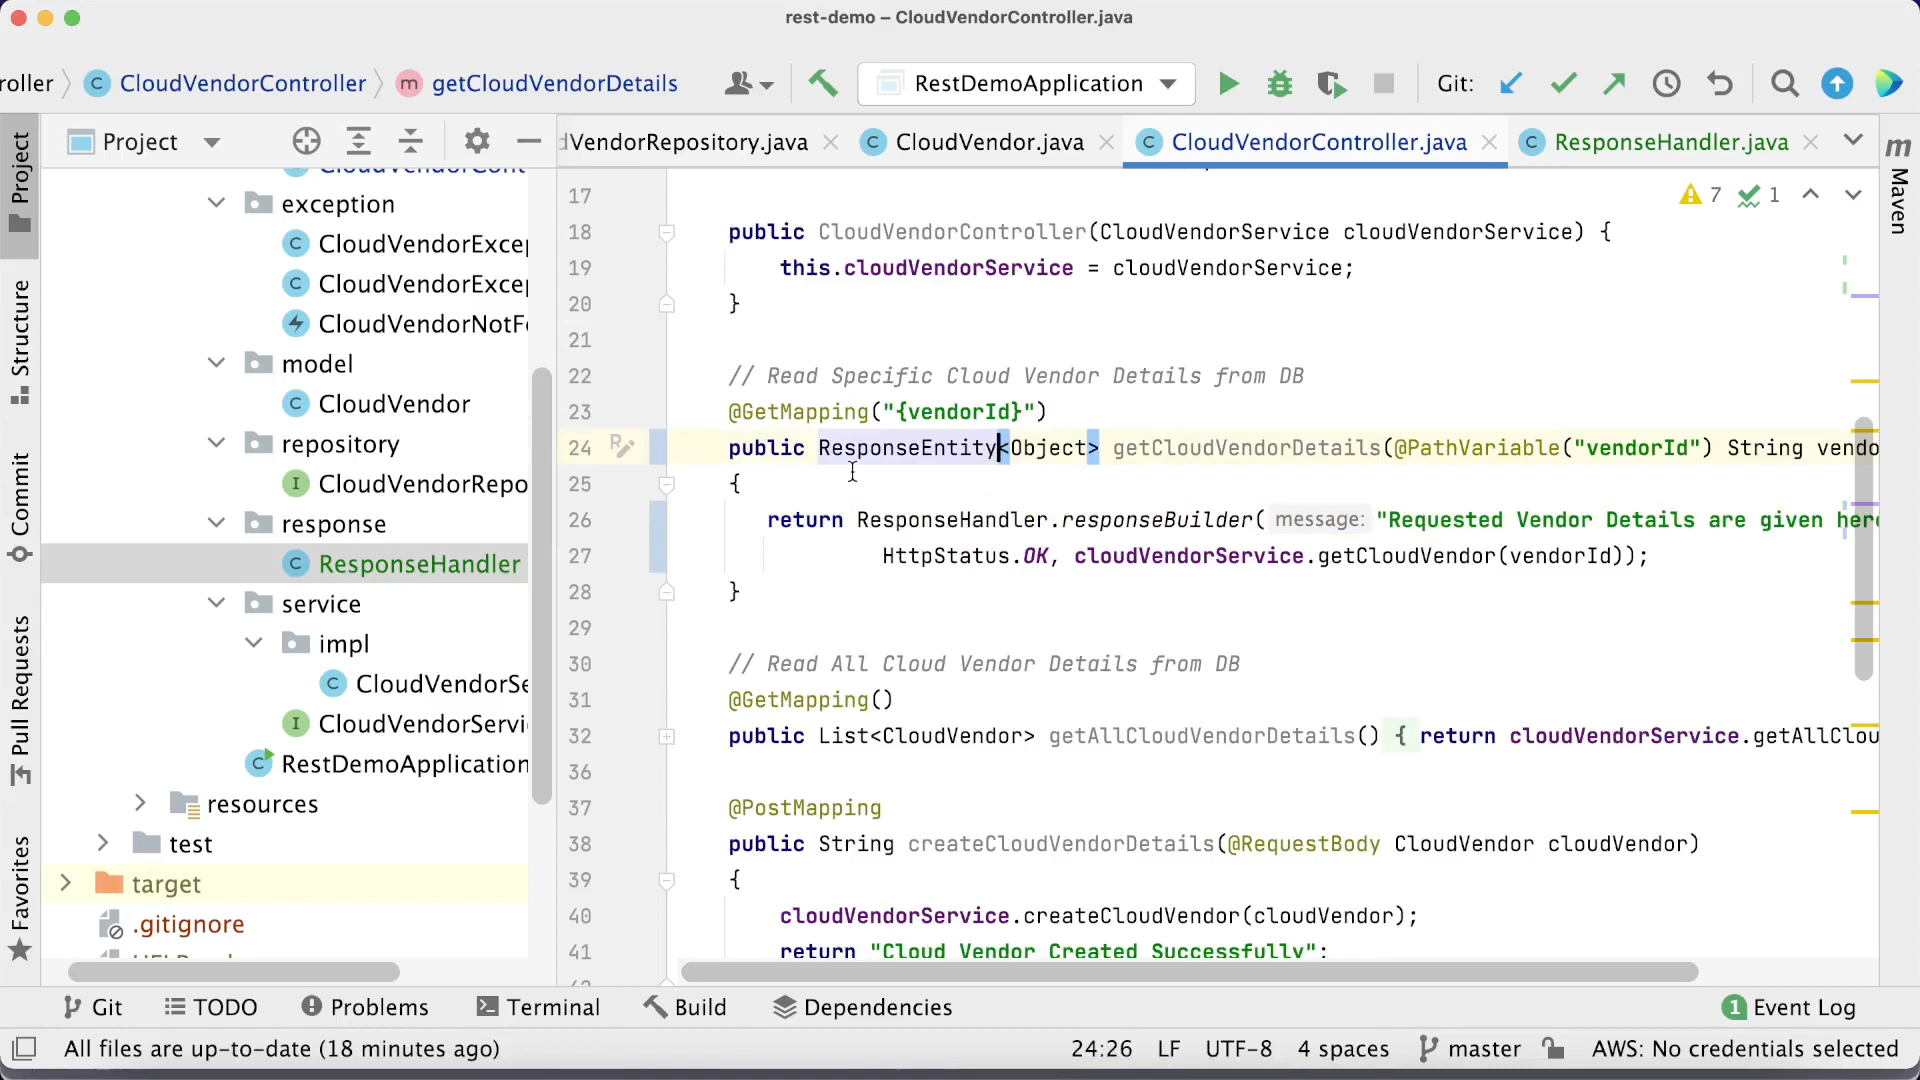 rest-demo – CloudVendorController.java
roller CloudVendorController m getCloudVendorDetails RestDemoApplication Git:
Project
dVendorRepository.java C CloudVendor.java C CloudVendorController.java C ResponseHandler.java
Project
Structure
Commit
Pull Requests
Favorites
m Maven
exception
C CloudVendorExcep
C CloudVendorExcep
CloudVendorNotF
model
C CloudVendor
repository
I CloudVendorRepo
response
C ResponseHandler
service
impl
C CloudVendorSe
I CloudVendorServi
C RestDemoApplication
resources
test
target
.gitignore
7 1
17
18 public CloudVendorController(CloudVendorService cloudVendorService) {
19 this.cloudVendorService = cloudVendorService;
20 }
21
22 // Read Specific Cloud Vendor Details from DB
23 @GetMapping("{vendorId}")
24 public ResponseEntity<Object> getCloudVendorDetails(@PathVariable("vendorId") String vendo
25 {
26 return ResponseHandler.responseBuilder( message: "Requested Vendor Details are given here
27 HttpStatus.OK, cloudVendorService.getCloudVendor(vendorId));
28 }
29
30 // Read All Cloud Vendor Details from DB
31 @GetMapping()
32 public List<CloudVendor> getAllCloudVendorDetails() { return cloudVendorService.getAllClou
36
37 @PostMapping
38 public String createCloudVendorDetails(@RequestBody CloudVendor cloudVendor)
39 {
40 cloudVendorService.createCloudVendor(cloudVendor);
41 return "Cloud Vendor Created Successfully";
Git TODO Problems Terminal Build Dependencies 1 Event Log
All files are up-to-date (18 minutes ago) 24:26 LF UTF-8 4 spaces master AWS: No credentials selected